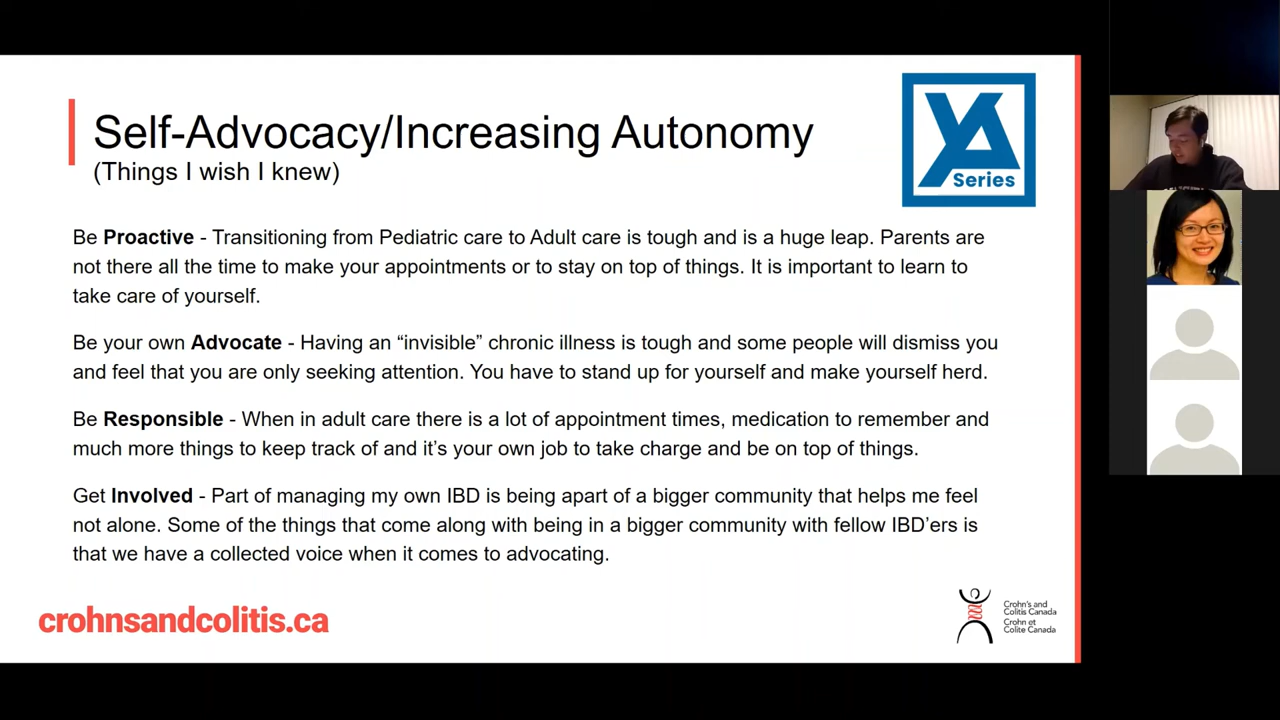 Self-Advocacy/Increasing Autonomy
(Things I wish I knew)
YA
Series
Be Proactive - Transitioning from Pediatric care to Adult care is tough and is a huge leap. Parents are
not there all the time to make your appointments or to stay on top of things. It is important to learn to
take care of yourself.
Be your own Advocate - Having an “invisible” chronic illness is tough and some people will dismiss you
and feel that you are only seeking attention. You have to stand up for yourself and make yourself herd.
Be Responsible - When in adult care there is a lot of appointment times, medication to remember and
much more things to keep track of and it’s your own job to take charge and be on top of things.
Get Involved - Part of managing my own IBD is being apart of a bigger community that helps me feel
not alone. Some of the things that come along with being in a bigger community with fellow IBD’ers is
that we have a collected voice when it comes to advocating.
crohnsandcolitis.ca
Crohn's and
Colitis Canada
Crohn et
Colite Canada